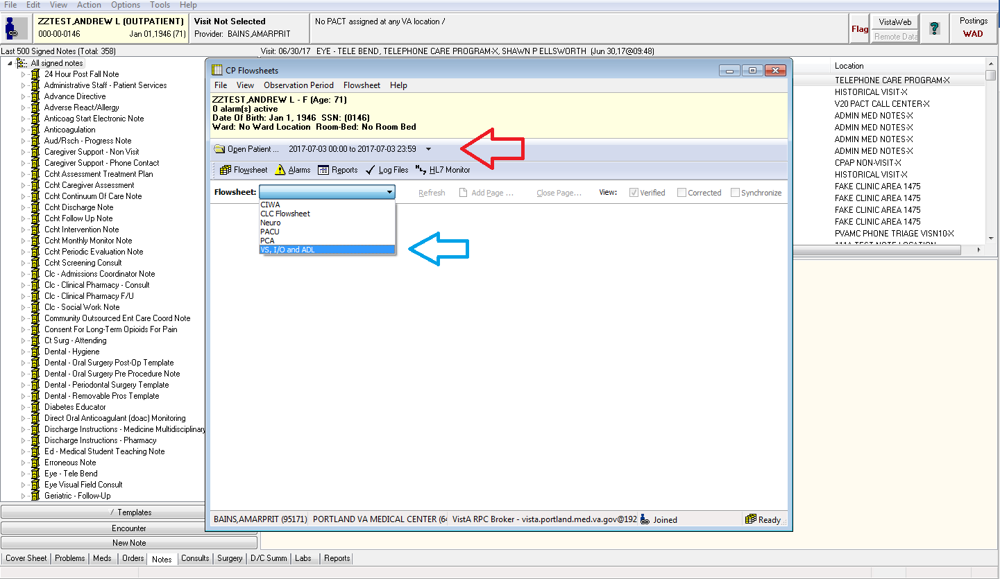 File Edit View Action Options Tools Help
ZZTEST,ANDREW L (OUTPATIENT)
000-00-0146 Jan 01,1946 (71)
Visit Not Selected
Provider: BAINS,AMARPRIT
No PACT assigned at any VA location /
Flag
VistaWeb
Remote Data
?
Postings
WAD
Last 500 Signed Notes (Total: 358)
Visit: 06/30/17 EYE - TELE BEND, TELEPHONE CARE PROGRAM-X, SHAWN P ELLSWORTH (Jun 30,17@09:48)
All signed notes
24 Hour Post Fall Note
Administrative Staff - Patient Services
Advance Directive
Adverse React/Allergy
Anticoag Start Electronic Note
Anticoagulation
Aud/Rsch - Progress Note
Caregiver Support - Non Visit
Caregiver Support - Phone Contact
Ccht Assessment Treatment Plan
Ccht Caregiver Assessment
Ccht Continuum Of Care Note
Ccht Discharge Note
Ccht Follow Up Note
Ccht Intervention Note
Ccht Monthly Monitor Note
Ccht Periodic Evaluation Note
Ccht Screening Consult
Clc - Admissions Coordinator Note
Clc - Clinical Pharmacy - Consult
Clc - Clinical Pharmacy F/U
Clc - Social Work Note
Community Outsourced Ent Care Coord Note
Consent For Long-Term Opioids For Pain
Ct Surg - Attending
Dental - Hygiene
Dental - Oral Surgery Post-Op Template
Dental - Oral Surgery Pre Procedure Note
Dental - Periodontal Surgery Template
Dental - Removable Pros Template
Diabetes Educator
Direct Oral Anticoagulant (doac) Monitoring
Discharge Instructions - Medicine Multidisciplinary
Discharge Instructions - Pharmacy
Ed - Medical Student Teaching Note
Erroneous Note
Eye - Tele Bend
Eye Visual Field Consult
Geriatric - Follow-Up
/ Templates
Encounter
New Note
CP Flowsheets
File View Observation Period Flowsheet Help
ZZTEST,ANDREW L - F (Age: 71)
0 alarm(s) active
Date Of Birth: Jan 1, 1946 SSN: (0146)
Ward: No Ward Location Room-Bed: No Room Bed
Open Patient ... 2017-07-03 00:00 to 2017-07-03 23:59
Flowsheet Alarms Reports Log Files HL7 HL7 Monitor
Flowsheet: Refresh Add Page ... Close Page... View: Verified Corrected Synchronize
CIWA
CLC Flowsheet
Neuro
PACU
PCA
VS, I/O and ADL
BAINS,AMARPRIT (95171) PORTLAND VA MEDICAL CENTER (64 VistA RPC Broker - vista.portland.med.va.gov@192 Joined Ready
Location
TELEPHONE CARE PROGRAM-X
HISTORICAL VISIT-X
V20 PACT CALL CENTER-X
ADMIN MED NOTES-X
ADMIN MED NOTES-X
ADMIN MED NOTES-X
ADMIN MED NOTES-X
CPAP NON-VISIT-X
HISTORICAL VISIT-X
FAKE CLINIC AREA 1475
FAKE CLINIC AREA 1475
FAKE CLINIC AREA 1475
FAKE CLINIC AREA 1475
PVAMC PHONE TRIAGE VISN10-X
111A TEST NOTE LOCATION
Cover Sheet Problems Meds Orders Notes Consults Surgery D/C Summ Labs Reports